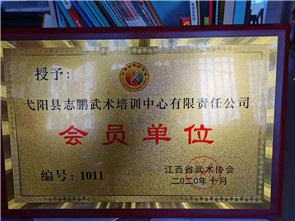 授予:
弋阳县志鹏武术培训中心有限责任公司
会员单位
编号:1011
江西省武术协会
二〇二〇年十月